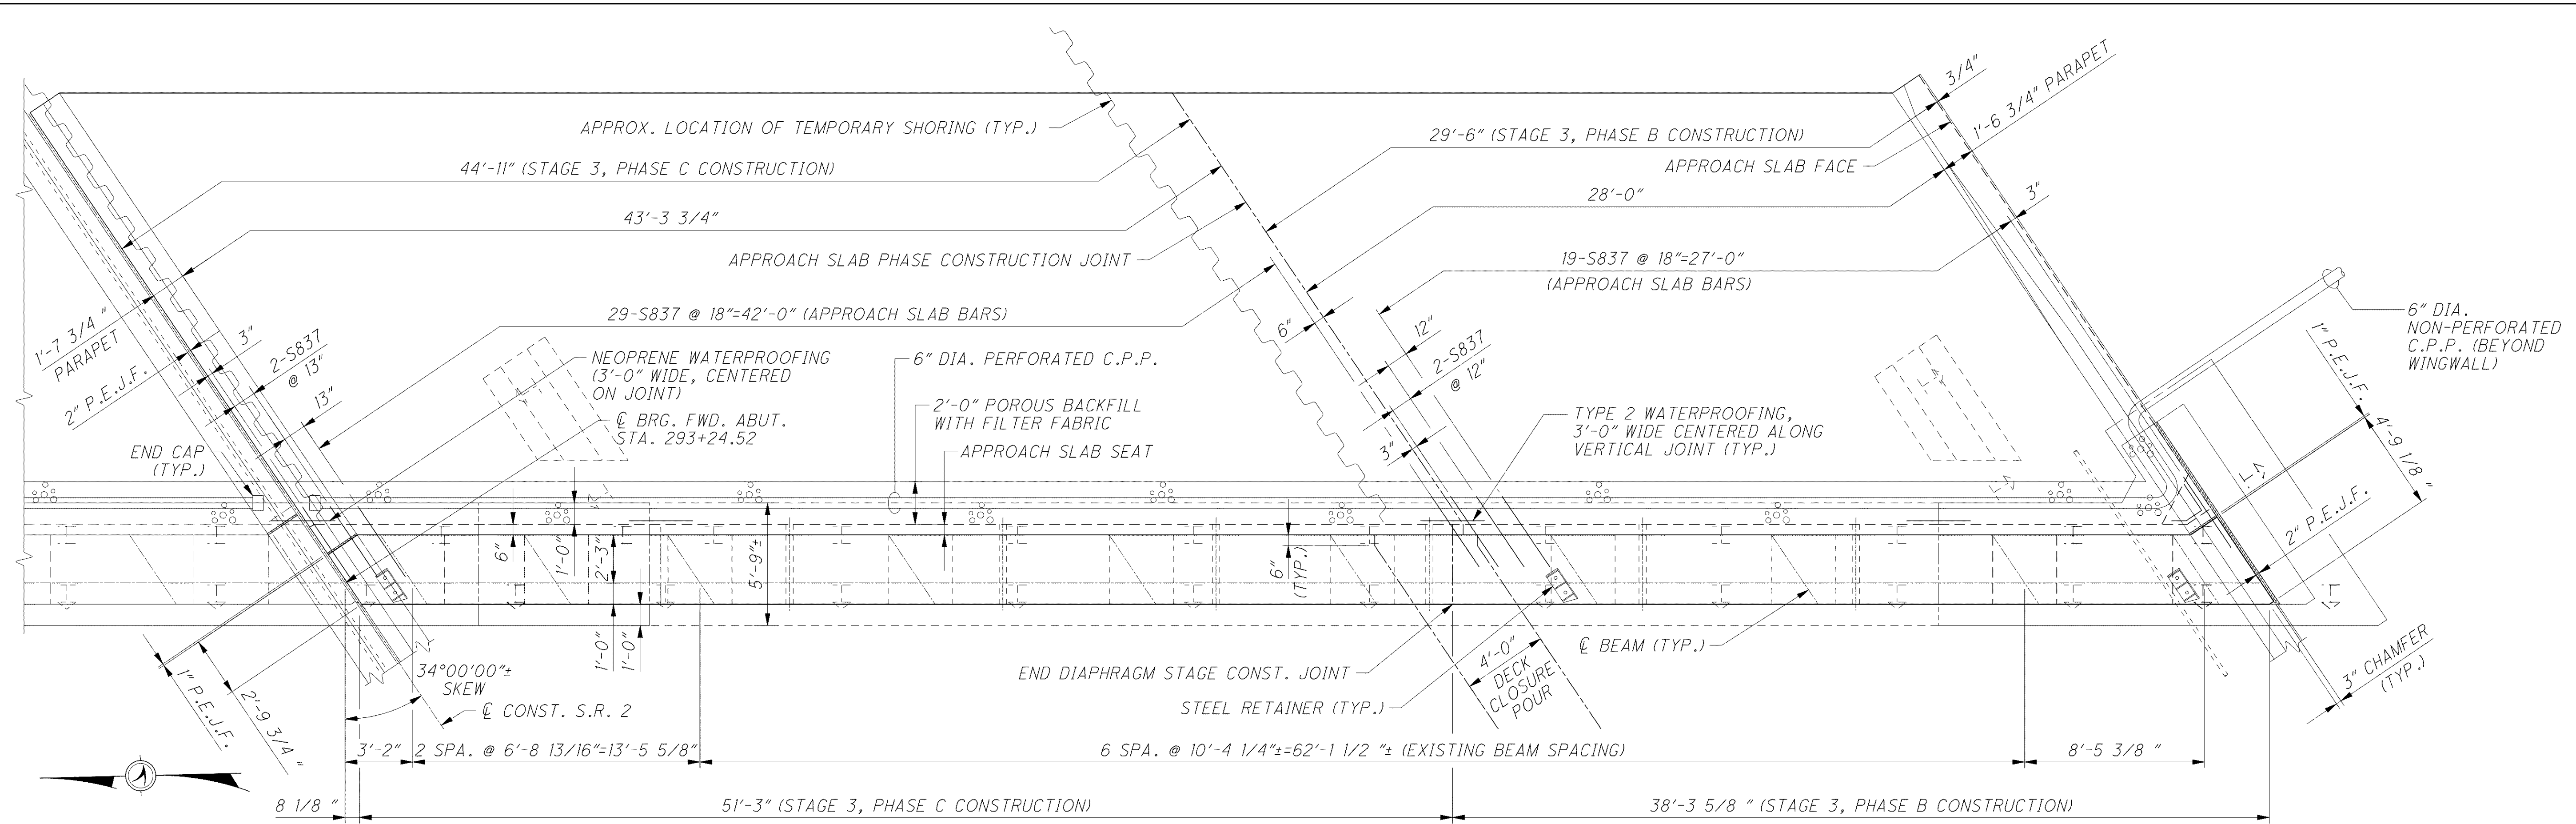 APPROX. LOCATION OF TEMPORARY SHORING (TYP.)
44'-11" (STAGE 3, PHASE C CONSTRUCTION)
43'-3 3/4"
APPROACH SLAB PHASE CONSTRUCTION JOINT
29-S837 @ 18"=42'-0" (APPROACH SLAB BARS)
3/4"
1'-6 3/4" PARAPET
29'-6" (STAGE 3, PHASE B CONSTRUCTION)
APPROACH SLAB FACE
28'-0"
3"
19-S837 @ 18"=27'-0"
(APPROACH SLAB BARS)
6" DIA.
NON-PERFORATED
C.P.P. (BEYOND
WINGWALL)
1'-7 3/4 "
PARAPET
2" P.E.J.F.
3"
2-S837
@ 13"
13"
END CAP
(TYP.)
NEOPRENE WATERPROOFING
(3'-0" WIDE, CENTERED
ON JOINT)
℄ BRG. FWD. ABUT.
STA. 293+24.52
6" DIA. PERFORATED C.P.P.
2'-0" POROUS BACKFILL
WITH FILTER FABRIC
APPROACH SLAB SEAT
6"
12"
2-S837
@ 12"
3"
TYPE 2 WATERPROOFING,
3'-0" WIDE CENTERED ALONG
VERTICAL JOINT (TYP.)
1" P.E.J.F.
4'-9 1/8 "
2" P.E.J.F.
6"
1'-0"
2'-3"
5'-9"±
6"
(TYP.)
1'-0"
1'-0"
℄ BEAM (TYP.)
END DIAPHRAGM STAGE CONST. JOINT
STEEL RETAINER (TYP.)
4'-0"
DECK
CLOSURE
POUR
3" CHAMFER
(TYP.)
1" P.E.J.F.
2'-9 3/4 "
34°00'00"±
SKEW
℄ CONST. S.R. 2
3'-2"
2 SPA. @ 6'-8 13/16"=13'-5 5/8"
6 SPA. @ 10'-4 1/4"±=62'-1 1/2 "± (EXISTING BEAM SPACING)
8'-5 3/8 "
8 1/8 "
51'-3" (STAGE 3, PHASE C CONSTRUCTION)
38'-3 5/8 " (STAGE 3, PHASE B CONSTRUCTION)